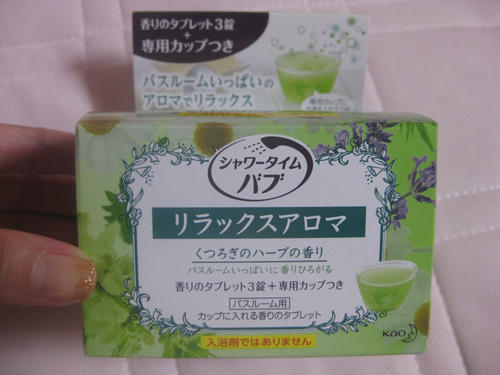 香りのタブレット3錠
+
専用カップつき
バスルームいっぱいの
アロマでリラックス
専用カップに
シャワータイム
バブ
リラックスアロマ
くつろぎのハーブの香り
バスルームいっぱいに 香りひろがる
香りのタブレット3錠+専用カップつき
バスルーム用
カップに入れる香りのタブレット
入浴剤ではありません
Kao